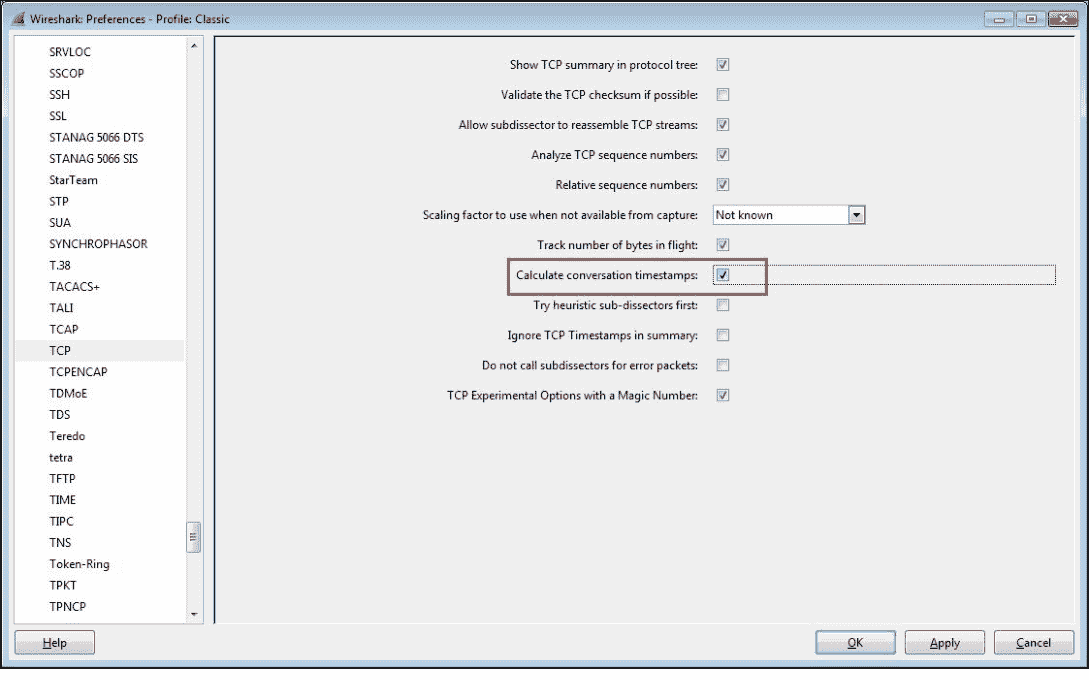 Wireshark: Preferences - Profile: Classic
SRVLOC
SSCOP
SSH
SSL
STANAG 5066 DTS
STANAG 5066 SIS
StarTeam
STP
SUA
SYNCHROPHASOR
T.38
TACACS+
TALI
TCAP
TCP
TCPENCAP
TDMoE
TDS
Teredo
tetra
TFTP
TIME
TIPC
TNS
Token-Ring
TPKT
TPNCP
Show TCP summary in protocol tree:
Validate the TCP checksum if possible:
Allow subdissector to reassemble TCP streams:
Analyze TCP sequence numbers:
Relative sequence numbers:
Scaling factor to use when not available from capture: Not known
Track number of bytes in flight:
Calculate conversation timestamps:
Try heuristic sub-dissectors first:
Ignore TCP Timestamps in summary:
Do not call subdissectors for error packets:
TCP Experimental Options with a Magic Number:
Help OK Apply Cancel